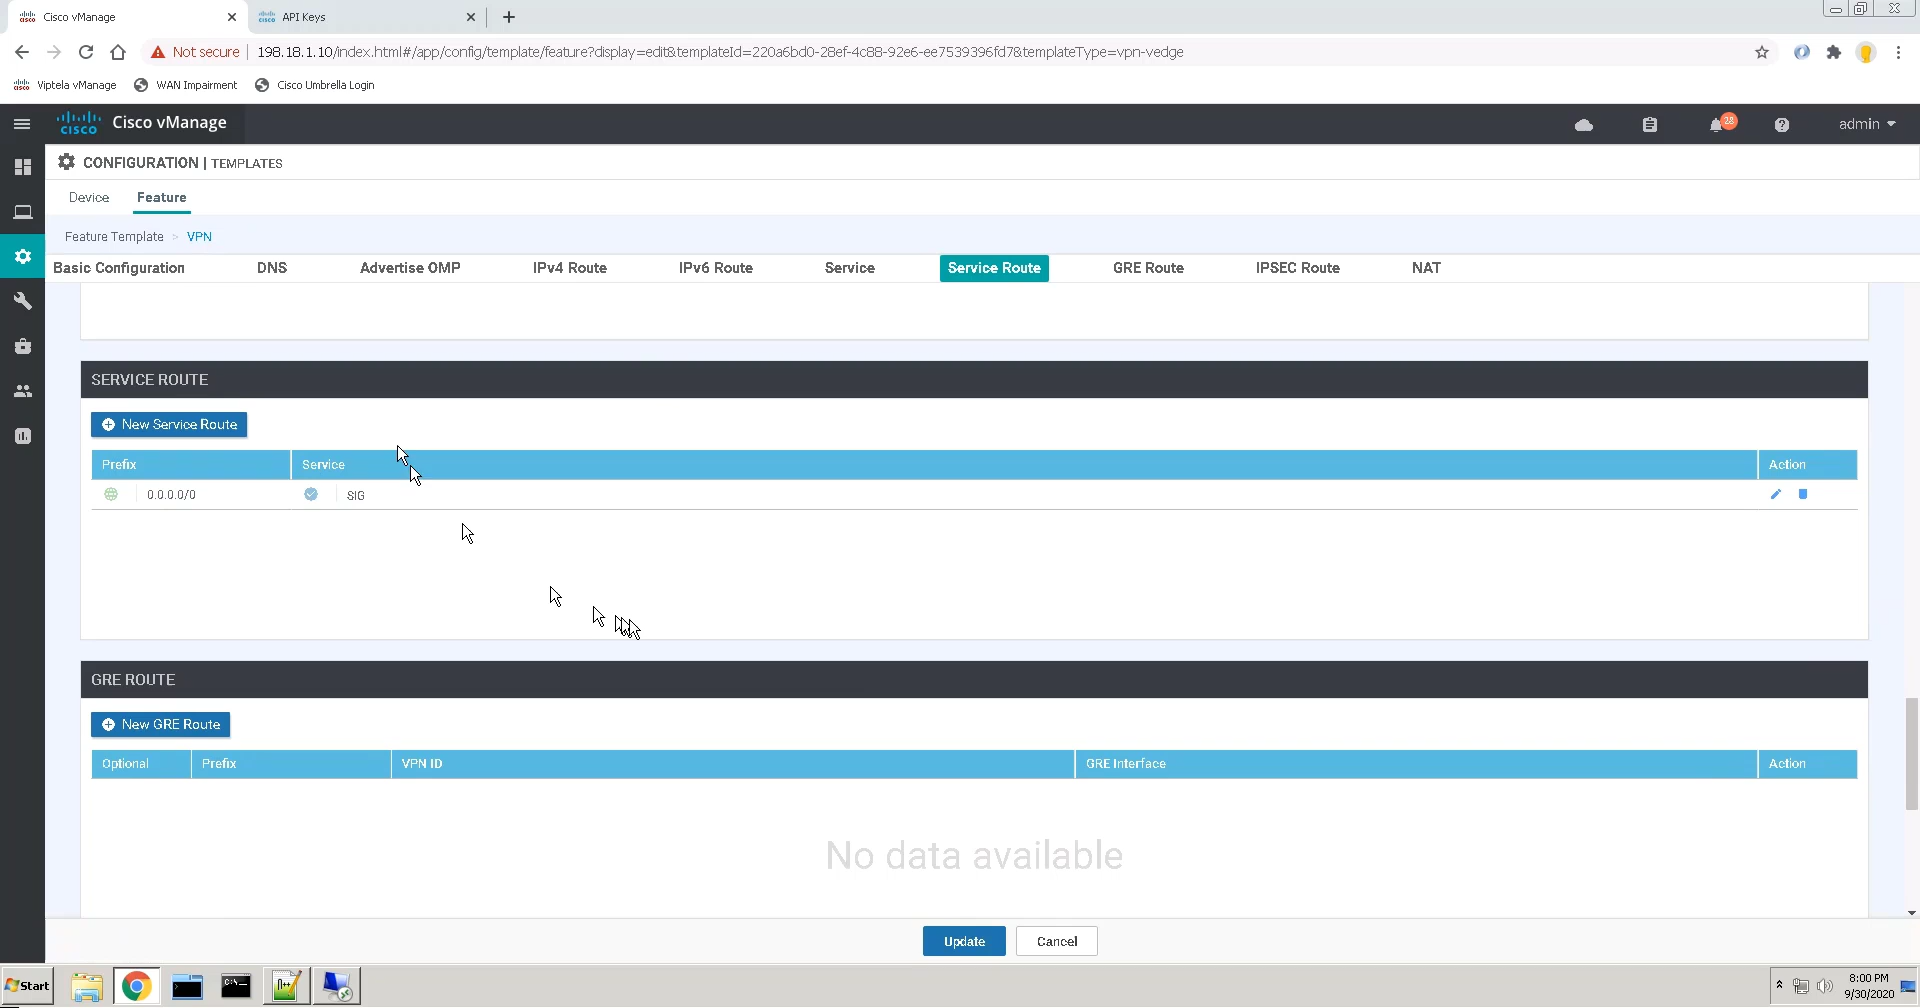 Cisco vManage
API Keys
Not secure
198.18.1.10/index.html#/app/config/template/feature?display=edit&templateId=220a6bd0-28ef-4c88-92e6-ee7539396fd7&templateType=vpn-vedge
Viptela vManage
WAN Impairment
Cisco Umbrella Login
cisco
Cisco vManage
28
admin
CONFIGURATION | TEMPLATES
Device
Feature
Feature Template > VPN
Basic Configuration
DNS
Advertise OMP
IPv4 Route
IPv6 Route
Service
Service Route
GRE Route
IPSEC Route
NAT
SERVICE ROUTE
New Service Route
Prefix
Service
Action
0.0.0.0/0
SIG
GRE ROUTE
New GRE Route
Optional
Prefix
VPN ID
GRE Interface
Action
No data available
Update
Cancel
Start
8:00 PM
9/30/2020